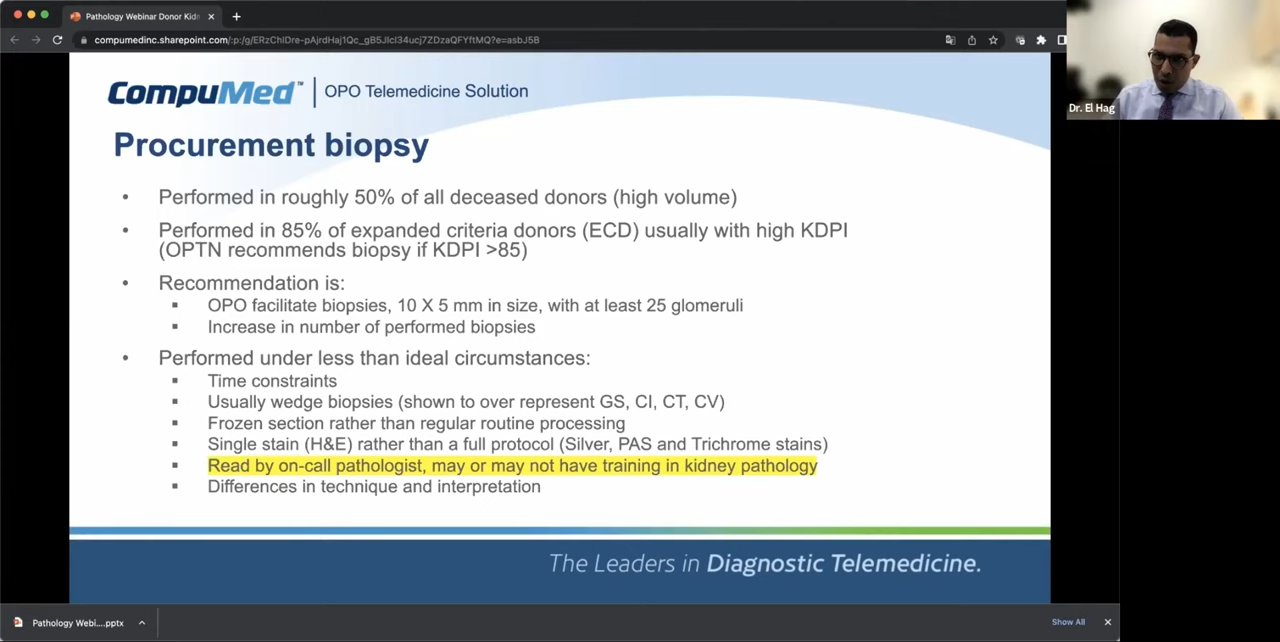 Pathology Webinar Donor Kidn
compumedinc.sharepoint.com/:p:/g/ERzChIDre-pAjrdHaj1Qc_gB5JIcI34ucj7ZDzaQFYftMQ?e=asbJ5B
Dr. El Hag
CompuMed™ | OPO Telemedicine Solution
Procurement biopsy
• Performed in roughly 50% of all deceased donors (high volume)
• Performed in 85% of expanded criteria donors (ECD) usually with high KDPI
(OPTN recommends biopsy if KDPI >85)
• Recommendation is:
▪ OPO facilitate biopsies, 10 X 5 mm in size, with at least 25 glomeruli
▪ Increase in number of performed biopsies
• Performed under less than ideal circumstances:
▪ Time constraints
▪ Usually wedge biopsies (shown to over represent GS, CI, CT, CV)
▪ Frozen section rather than regular routine processing
▪ Single stain (H&E) rather than a full protocol (Silver, PAS and Trichrome stains)
▪ Read by on-call pathologist, may or may not have training in kidney pathology
▪ Differences in technique and interpretation
The Leaders in Diagnostic Telemedicine.
Pathology Webi....pptx
Show All